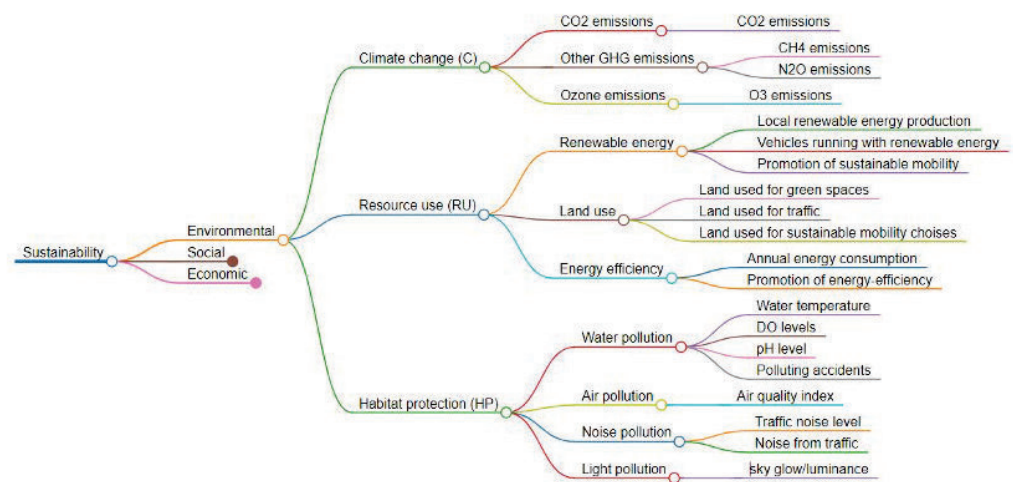 CO2 emissions
CO2 emissions
Climate change (C)
Other GHG emissions
CH4 emissions
N2O emissions
Ozone emissions
O3 emissions
Local renewable energy production
Renewable energy
Vehicles running with renewable energy
Promotion of sustainable mobility
Resource use (RU)
Land used for green spaces
Land use
Land used for traffic
Land used for sustainable mobility choises
Sustainability
Environmental
Social
Economic
Energy efficiency
Annual energy consumption
Promotion of energy-efficiency
Water temperature
Water pollution
DO levels
pH level
Polluting accidents
Habitat protection (HP)
Air pollution
Air quality index
Noise pollution
Traffic noise level
Noise from traffic
Light pollution
sky glow/luminance